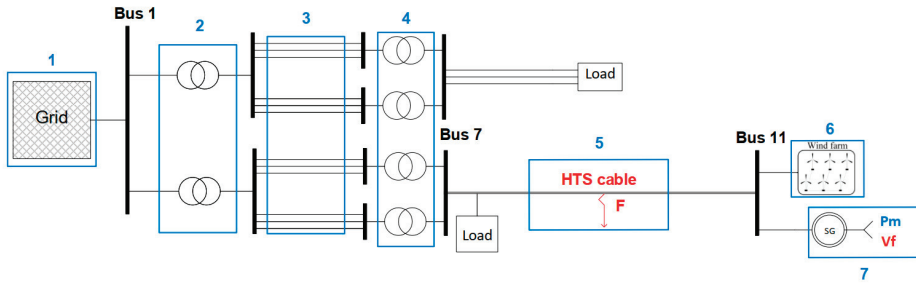 Bus 1
1
2
3
4
Grid
Load
Bus 7
5
HTS cable
F
Load
Bus 11
6
Wind farm
SG
Pm
Vf
7